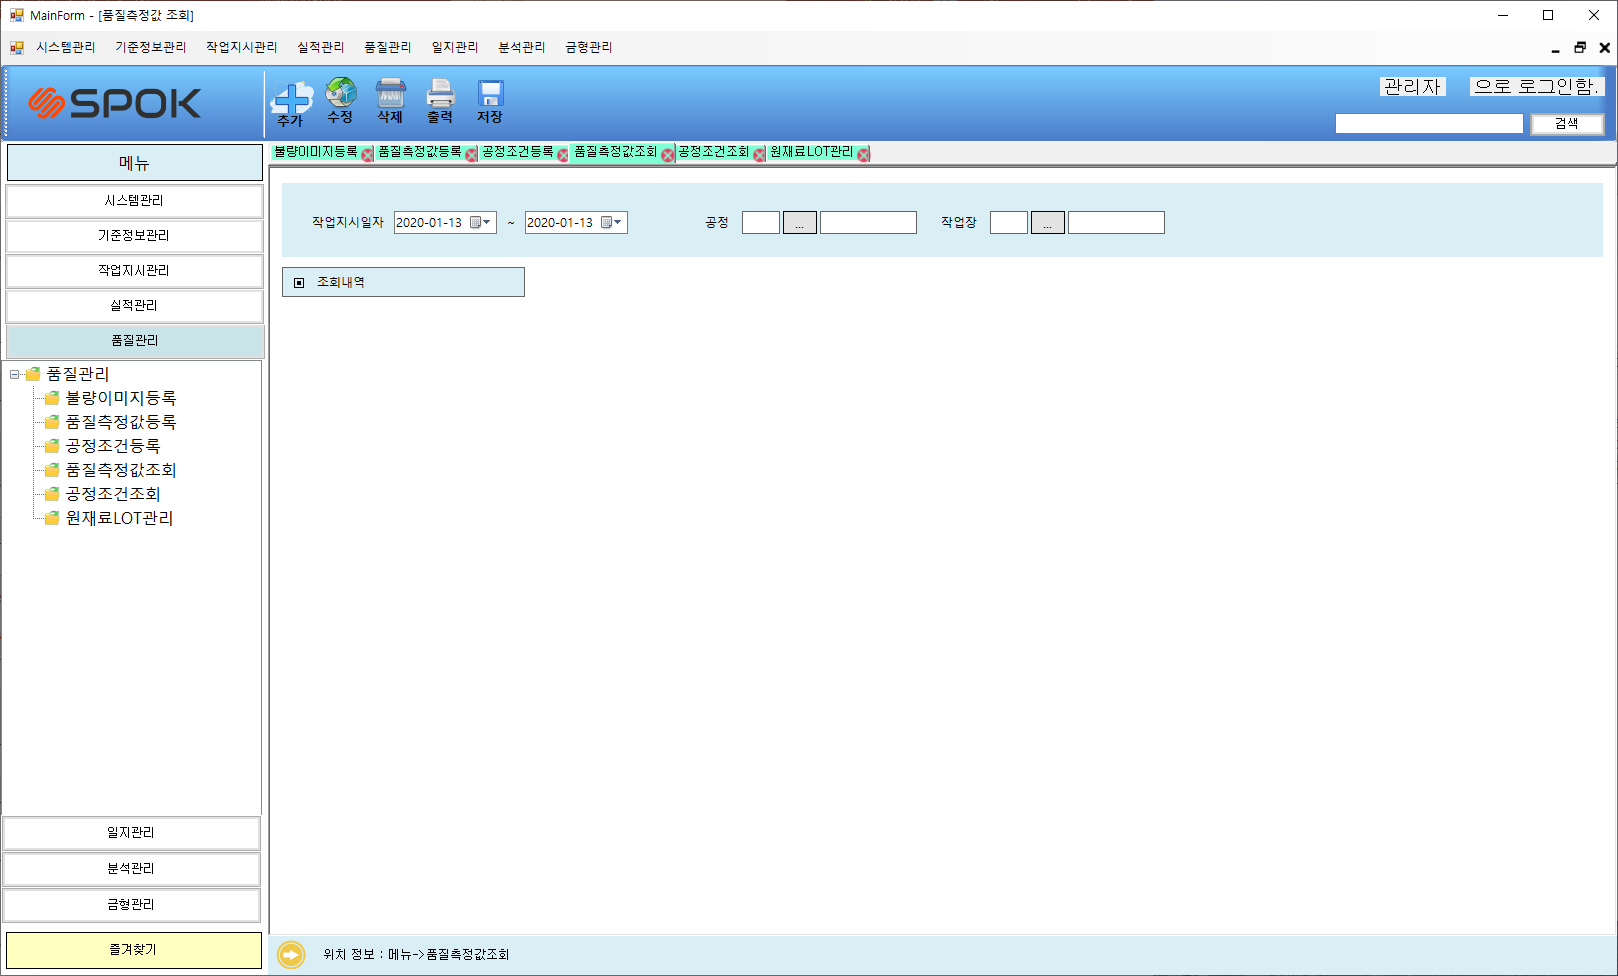 MainForm - [품질측정값 조회]
시스템관리 기준정보관리 작업지시관리 실적관리 품질관리 일지관리 분석관리 금형관리
SPOK
추가 수정 삭제 출력 저장
관리자 으로 로그인함.
검색
메뉴
불량이미지등록 품질측정값등록 공정조건등록 품질측정값조회 공정조건조회 원재료LOT관리
시스템관리
기준정보관리
작업지시관리
실적관리
품질관리
작업지시일자 2020-01-13 ~ 2020-01-13 공정 ... 작업장 ...
조회내역
품질관리
불량이미지등록
품질측정값등록
공정조건등록
품질측정값조회
공정조건조회
원재료LOT관리
일지관리
분석관리
금형관리
즐겨찾기
위치 정보 : 메뉴->품질측정값조회